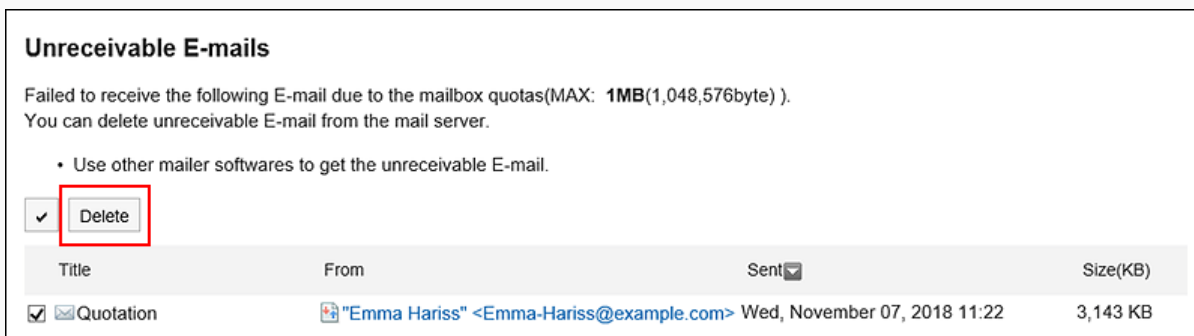 Unreceivable E-mails
Failed to receive the following E-mail due to the mailbox quotas(MAX: 1MB(1,048,576byte) ).
You can delete unreceivable E-mail from the mail server.
• Use other mailer softwares to get the unreceivable E-mail.
Delete
Title From Sent Size(KB)
Quotation "Emma Hariss" <Emma-Hariss@example.com> Wed, November 07, 2018 11:22 3,143 KB